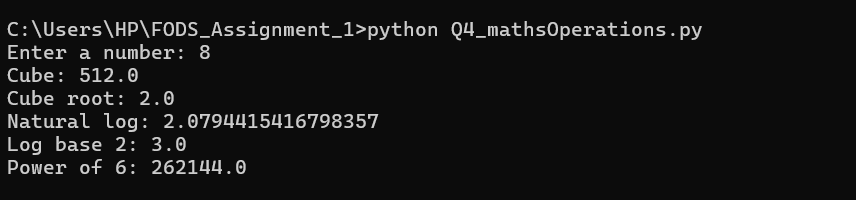 C:\Users\HP\FODS_Assignment_1>python Q4_mathsOperations.py
Enter a number: 8
Cube: 512.0
Cube root: 2.0
Natural log: 2.0794415416798357
Log base 2: 3.0
Power of 6: 262144.0